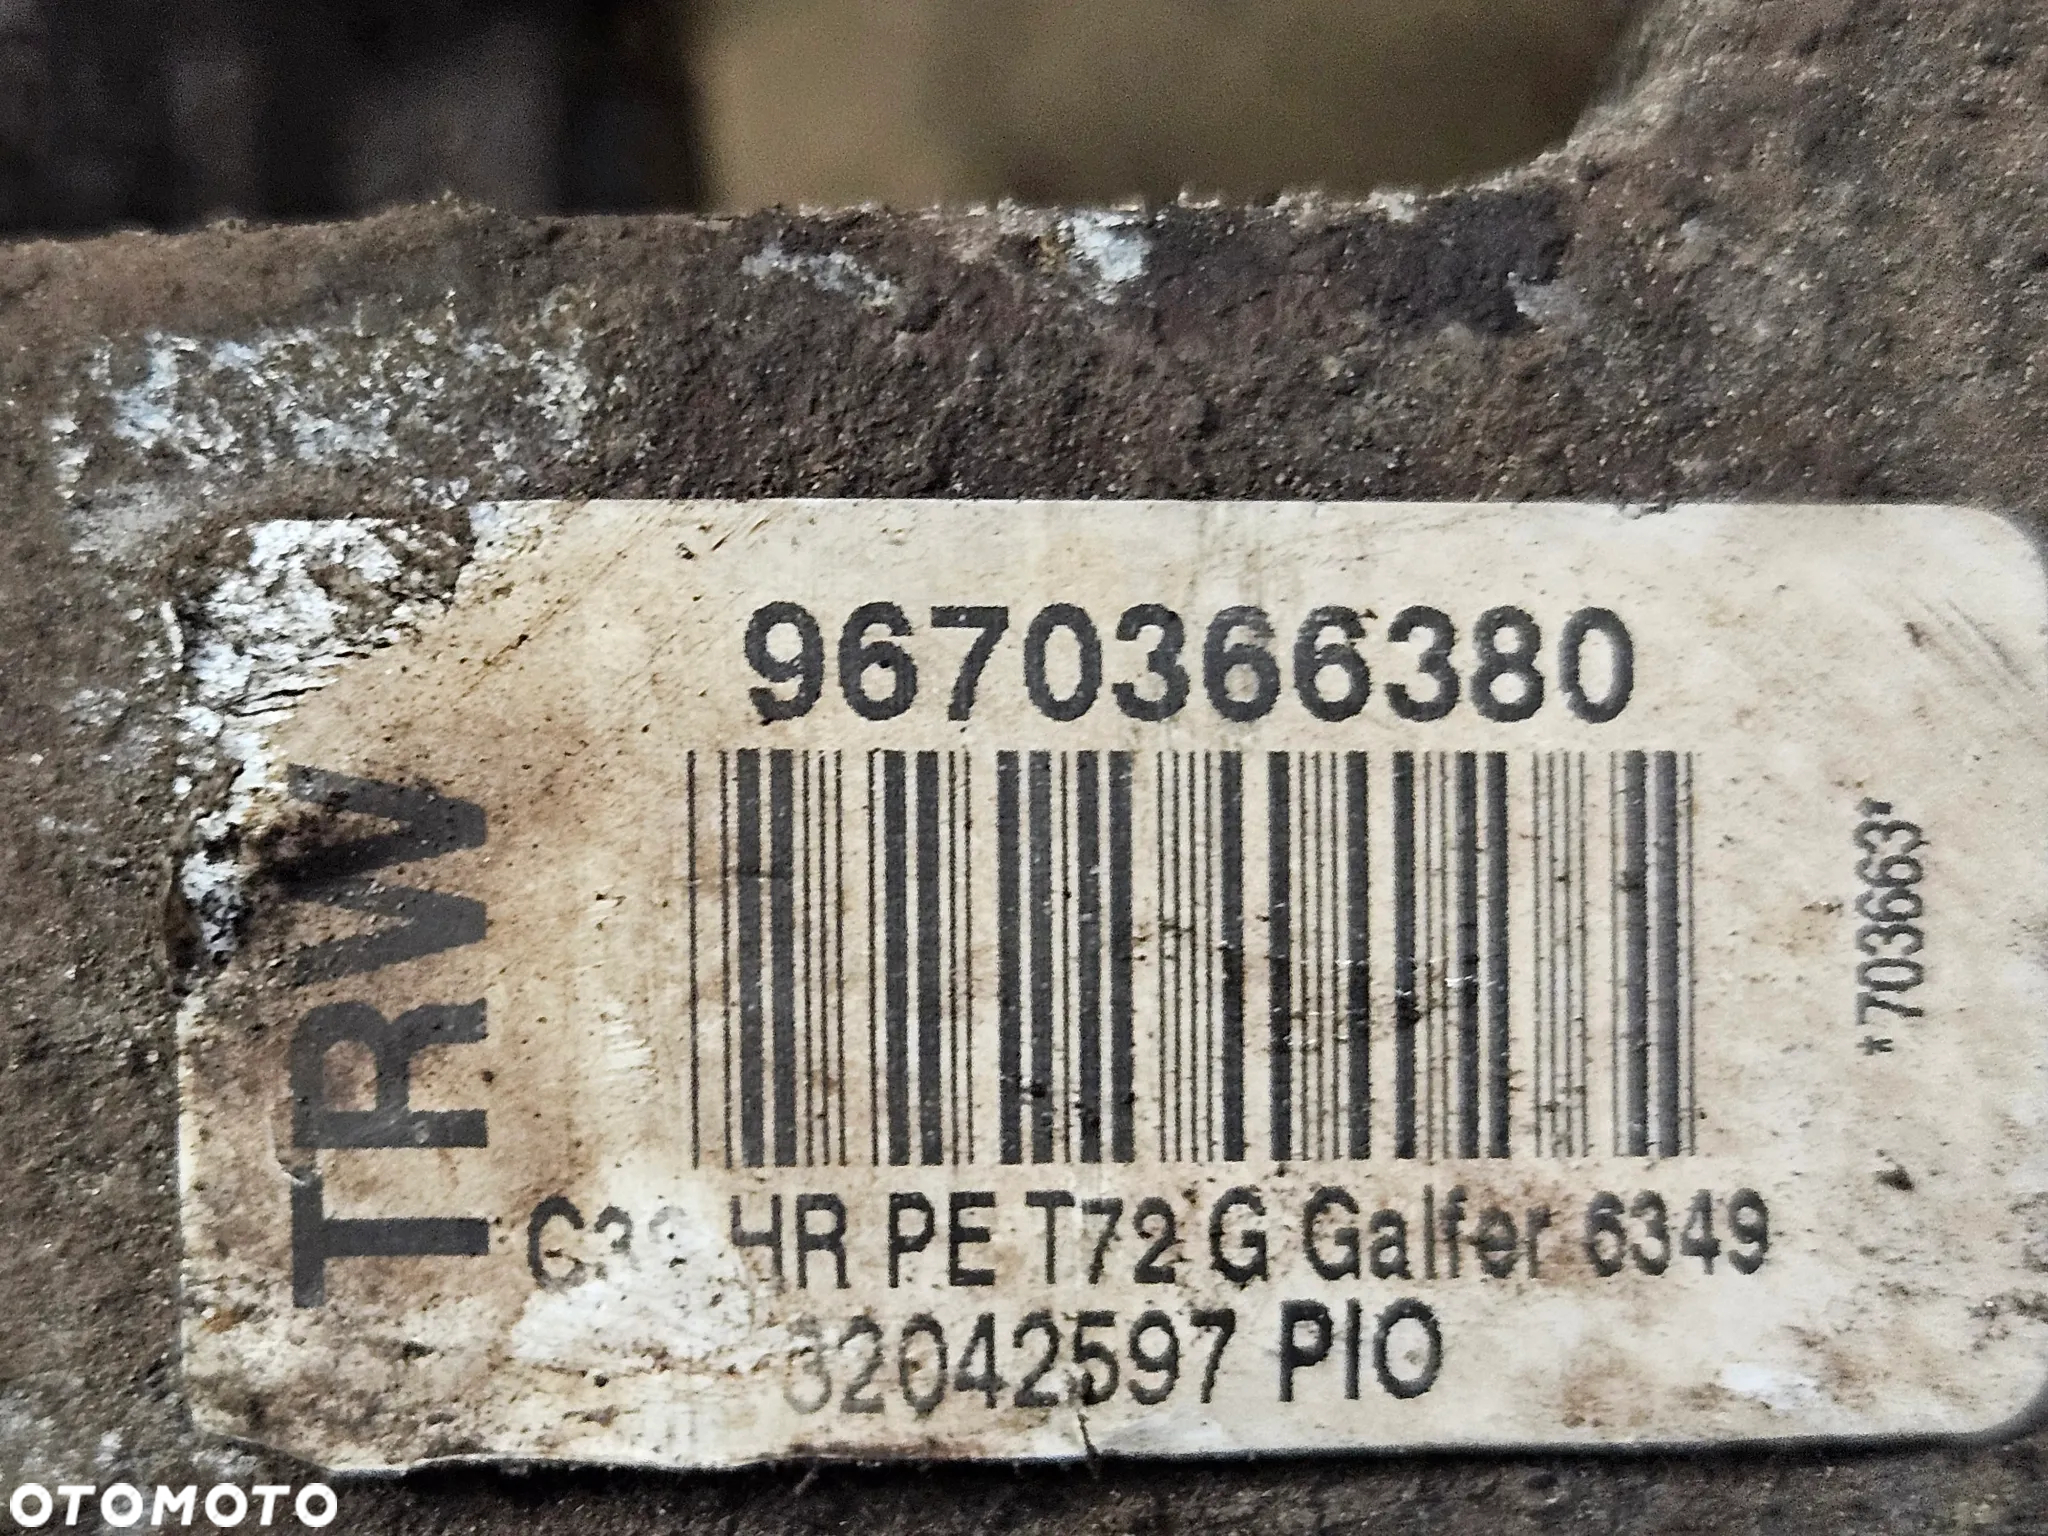 9670366380
TRW
*703663*
HR PE T72 G Galfer 6349
32042597 PIO
OTOMOTO